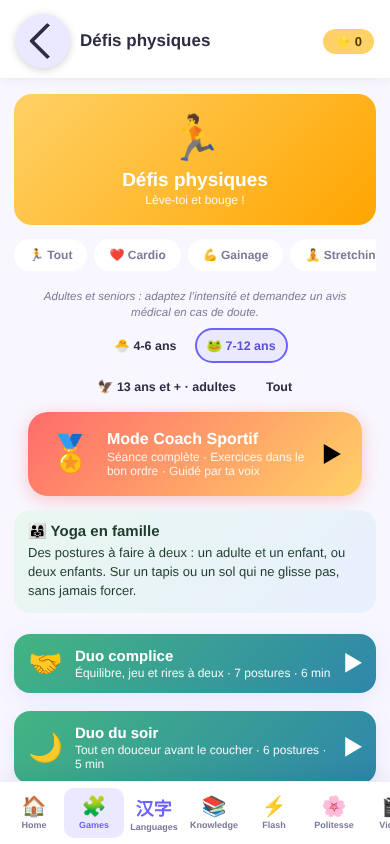 Défis physiques
0
Défis physiques
Lève-toi et bouge !
Tout
Cardio
Gainage
Stretchin
Adultes et seniors : adaptez l'intensité et demandez un avis
médical en cas de doute.
4-6 ans
7-12 ans
13 ans et + · adultes
Tout
Mode Coach Sportif
Séance complète · Exercices dans le
bon ordre · Guidé par ta voix
Yoga en famille
Des postures à faire à deux : un adulte et un enfant, ou
deux enfants. Sur un tapis ou un sol qui ne glisse pas,
sans jamais forcer.
Duo complice
Équilibre, jeu et rires à deux · 7 postures · 6 min
Duo du soir
Tout en douceur avant le coucher · 6 postures ·
5 min
汉字
Home
Games
Languages
Knowledge
Flash
Politesse